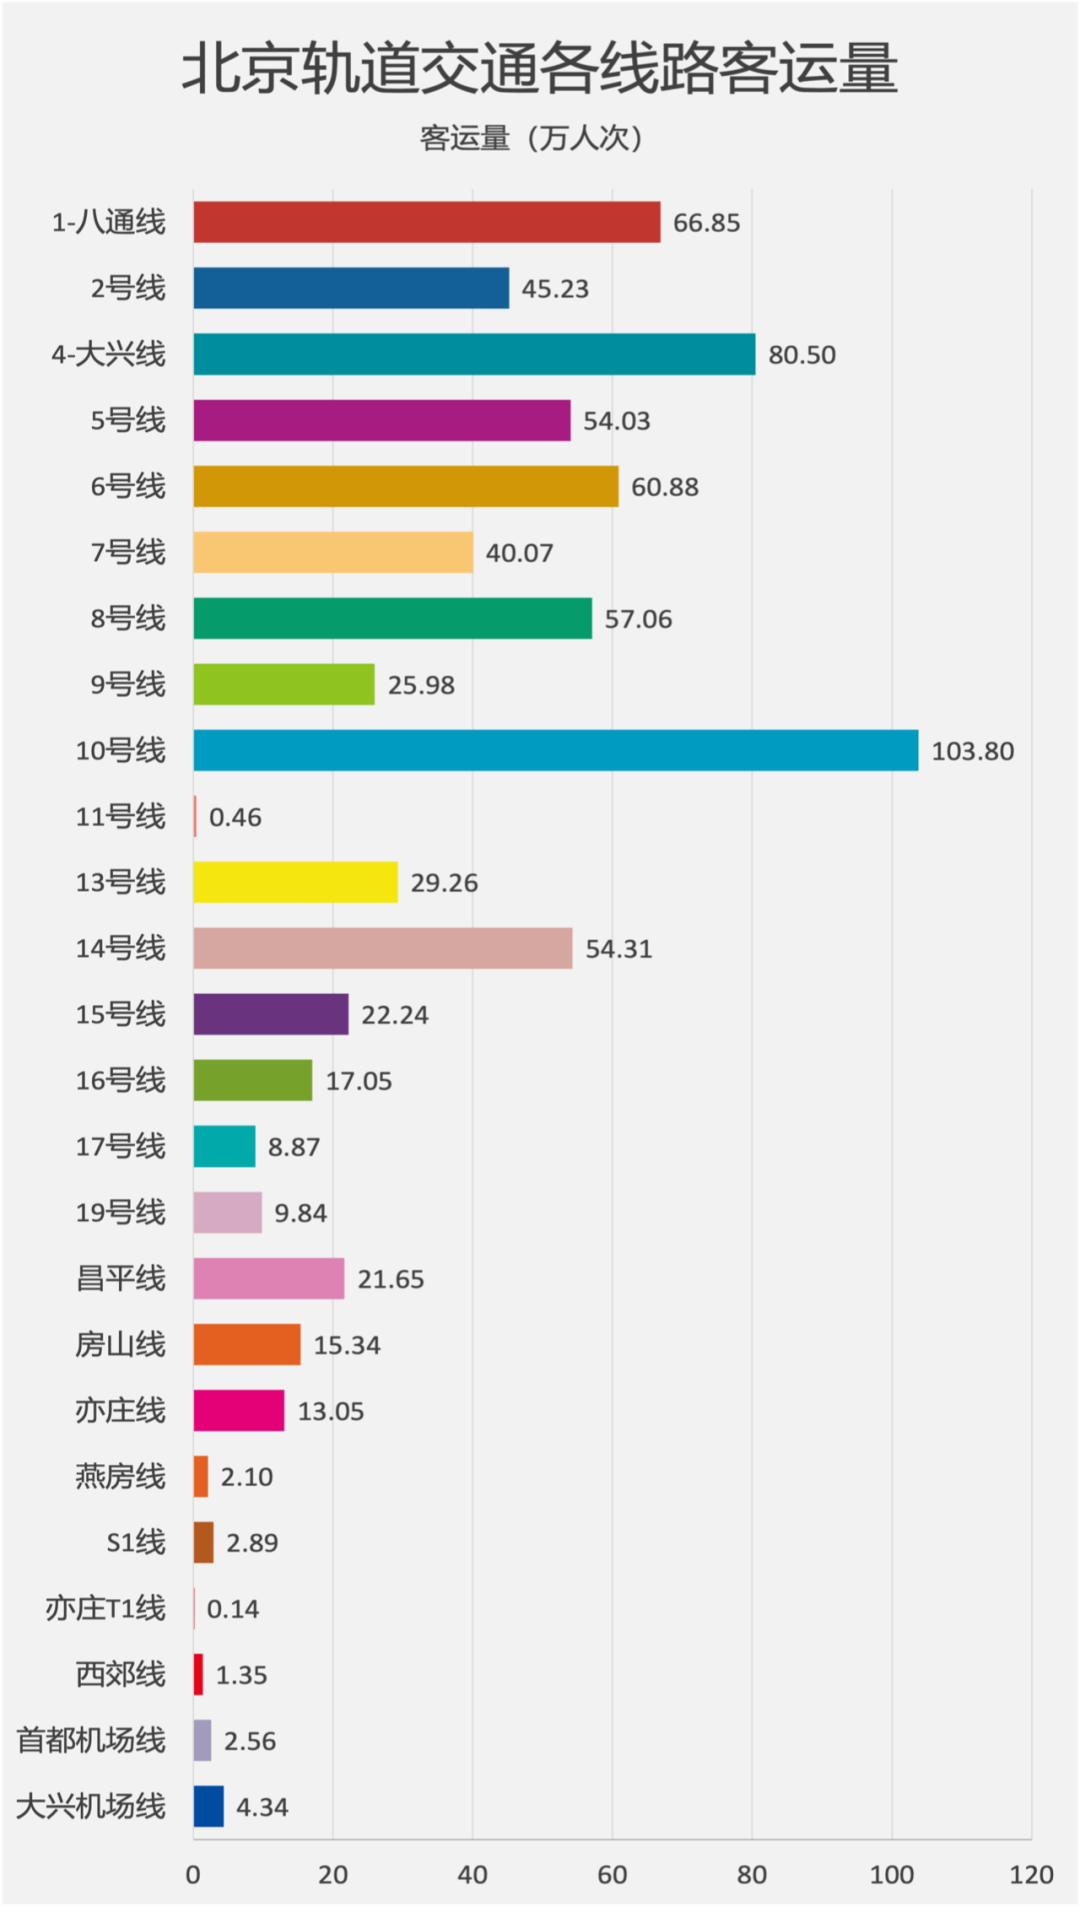 北京轨道交通各线路客运量
客运量（万人次）
1-八通线 66.85
2号线 45.23
4-大兴线 80.50
5号线 54.03
6号线 60.88
7号线 40.07
8号线 57.06
9号线 25.98
10号线 103.80
11号线 0.46
13号线 29.26
14号线 54.31
15号线 22.24
16号线 17.05
17号线 8.87
19号线 9.84
昌平线 21.65
房山线 15.34
亦庄线 13.05
燕房线 2.10
S1线 2.89
亦庄T1线 0.14
西郊线 1.35
首都机场线 2.56
大兴机场线 4.34
0 20 40 60 80 100 120